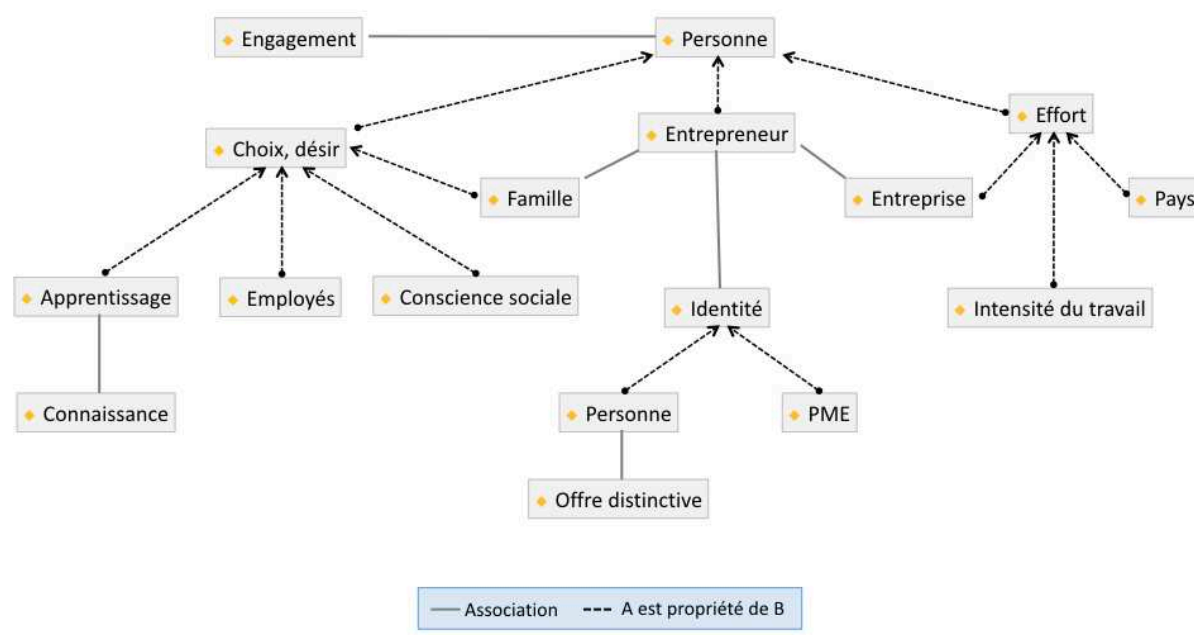 Engagement
Personne
Effort
Choix, désir
Entrepreneur
Famille
Entreprise
Pays
Apprentissage
Employés
Conscience sociale
Identité
Intensité du travail
Connaissance
Personne
PME
Offre distinctive
Association
A est propriété de B